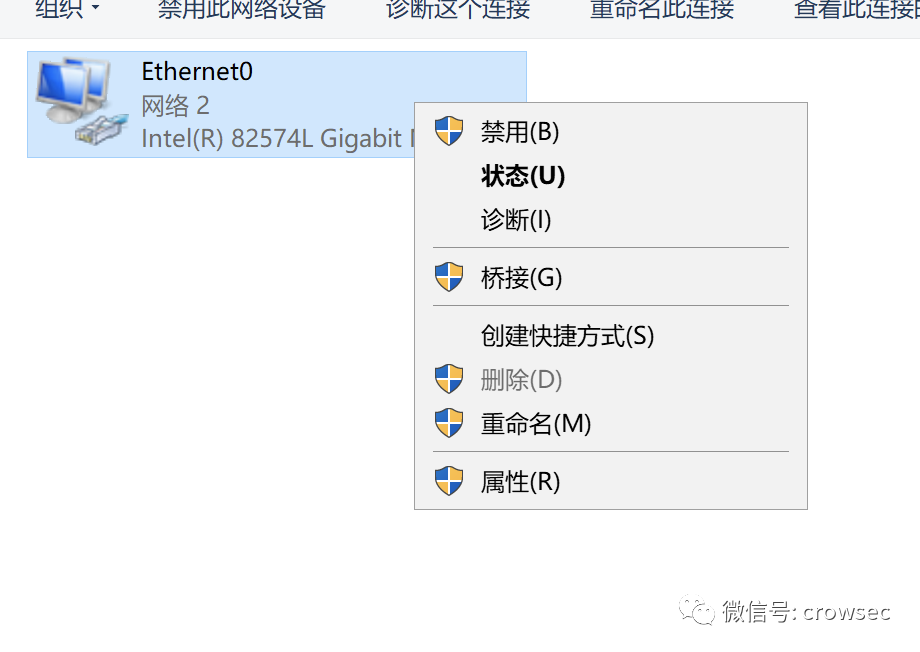 组织 禁用此网络设备 诊断这个连接 重命名此连接 查看此连接
Ethernet0
网络 2
Intel(R) 82574L Gigabit
禁用(B)
状态(U)
诊断(I)
桥接(G)
创建快捷方式(S)
删除(D)
重命名(M)
属性(R)
微信号: crowsec